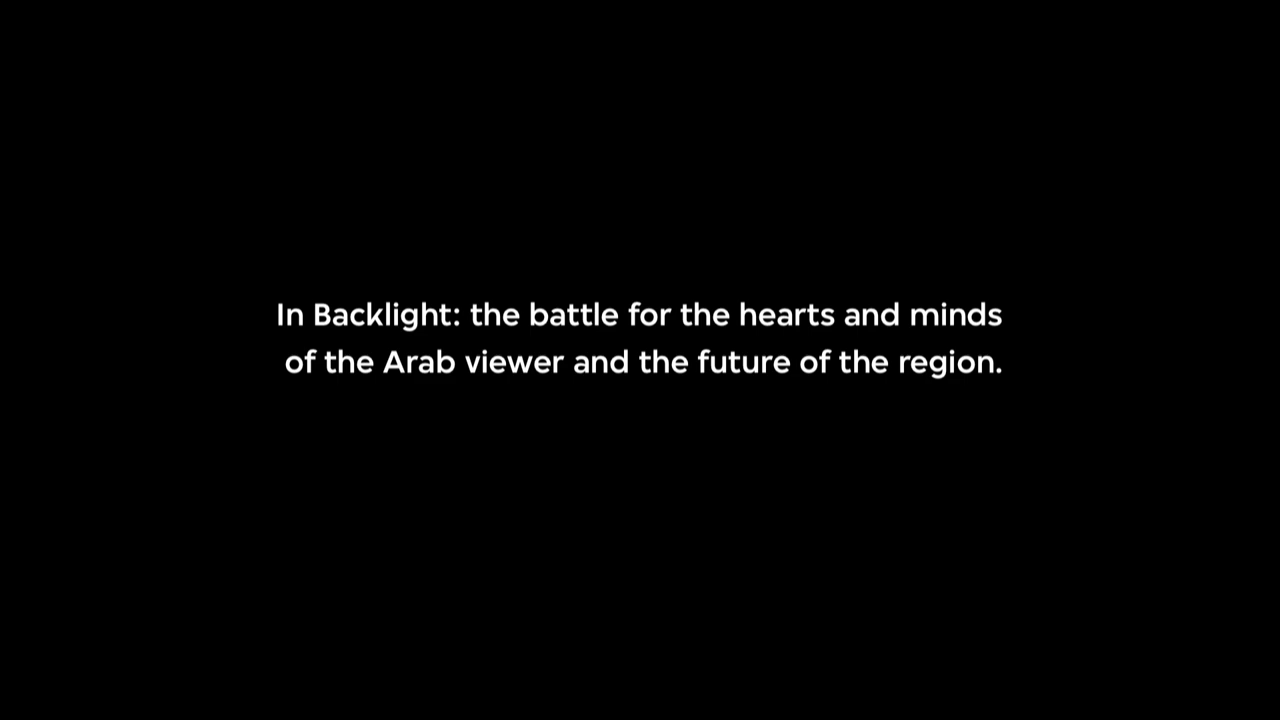 In Backlight: the battle for the hearts and minds
of the Arab viewer and the future of the region.